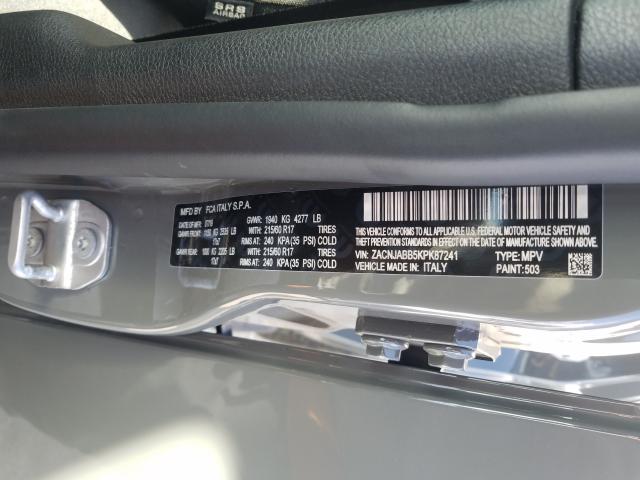 SRS
AIRBAG
MFD BY FCA ITALY S.P.A.
GVWR: 1940 KG 4277 LB
TIRES
WITH 215/60 R17
RIMS AT: 240 KPA(35 PSI) COLD
TIRES
LB WITH 215/60 R17
RIMS AT: 240 KPA(35 PSI) COLD
THIS VEHICLE CONFORMS TO ALL APPLICABLE U.S. FEDERAL MOTOR VEHICLE SAFETY,
BUMPER, AND THEFT PREVENTION STANDARDS IN EFFECT ON THE DATE OF MANUFACTURE SHOWN ABOVE.
VIN: ZACNJABB5KPK87241
TYPE: MPV
VEHICLE MADE IN: ITALY
PAINT: 503